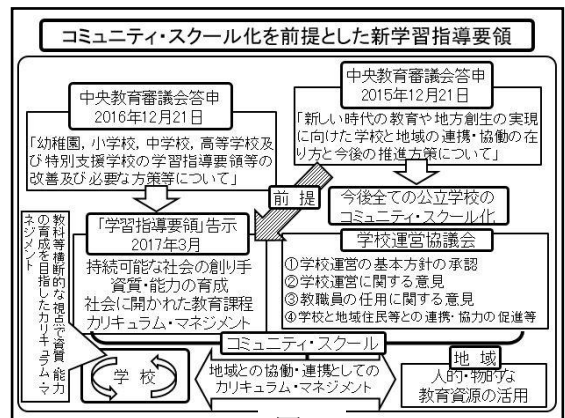 コミュニティ・スクール化を前提とした新学習指導要領
中央教育審議会答申
2016年12月21日
「幼稚園, 小学校, 中学校, 高等学校及
び特別支援学校の学習指導要領等の
改善及び必要な方策等について」
中央教育審議会答申
2015年12月21日
「新しい時代の教育や地方創生の実現
に向けた学校と地域の連携・協働の在
り方と今後の推進方策について」
前 提
今後全ての公立学校の
コミュニティ・スクール化
「学習指導要領」告示
2017年3月
持続可能な社会の創り手
資質・能力の育成
社会に開かれた教育課程
カリキュラム・マネジメント
学校運営協議会
①学校運営の基本方針の承認
②学校運営に関する意見
③教職員の任用に関する意見
④学校と地域住民等との連携・協力の促進等
教科等横断的な視点で資質・能力
の育成を目指したカリキュラム・マ
ネジメント
コミュニティ・スクール
学 校
地域との協働・連携としての
カリキュラム・マネジメント
地 域
人的・物的な
教育資源の活用